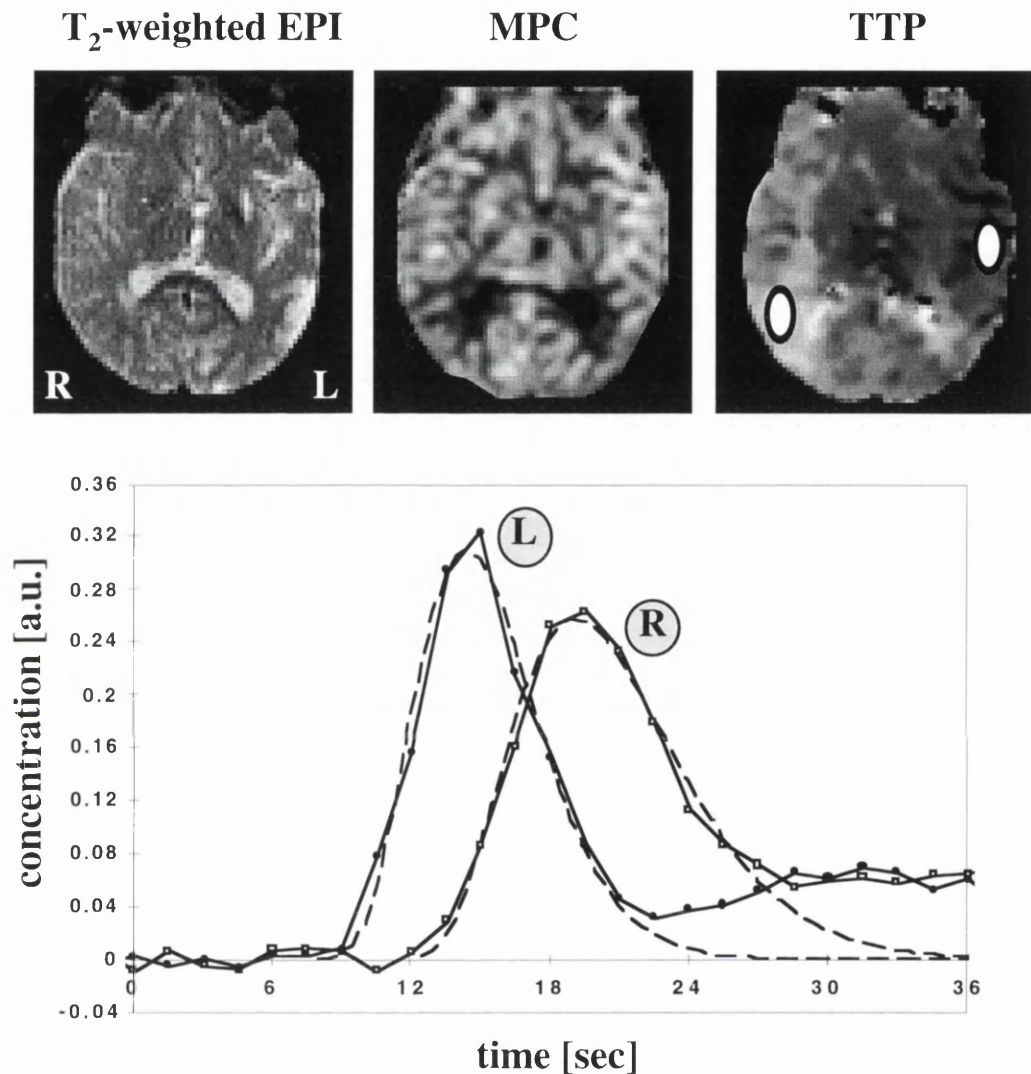 T₂-weighted EPI MPC TTP
R L
0.36
0.32
0.28
0.24
0.2
0.16
0.12
0.08
0.04
0
-0.04
concentration [a.u.]
L
R
0 6 12 18 24 30 36
time [sec]